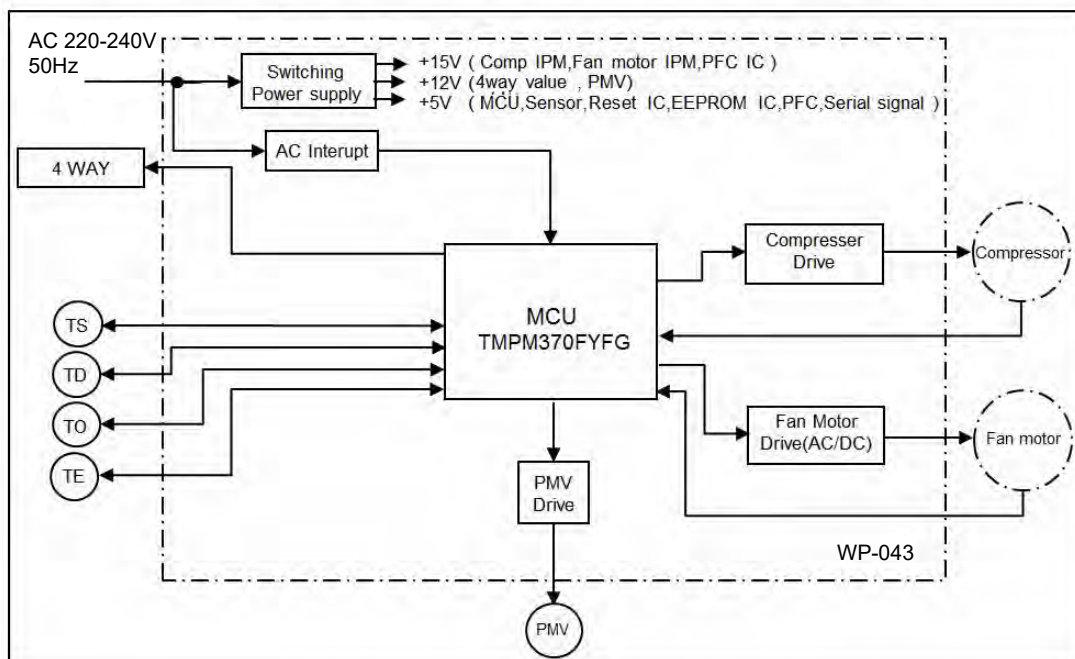 AC 220-240V
50Hz
Switching
Power supply
+15V ( Comp IPM,Fan motor IPM,PFC IC )
+12V (4way value , PMV)
+5V ( MCU,Sensor,Reset IC,EEPROM IC,PFC,Serial signal )
AC Interupt
4 WAY
Compresser
Drive
Compressor
MCU
TMPM370FYFG
TS
TD
TO
TE
Fan Motor
Drive(AC/DC)
Fan motor
PMV
Drive
WP-043
PMV